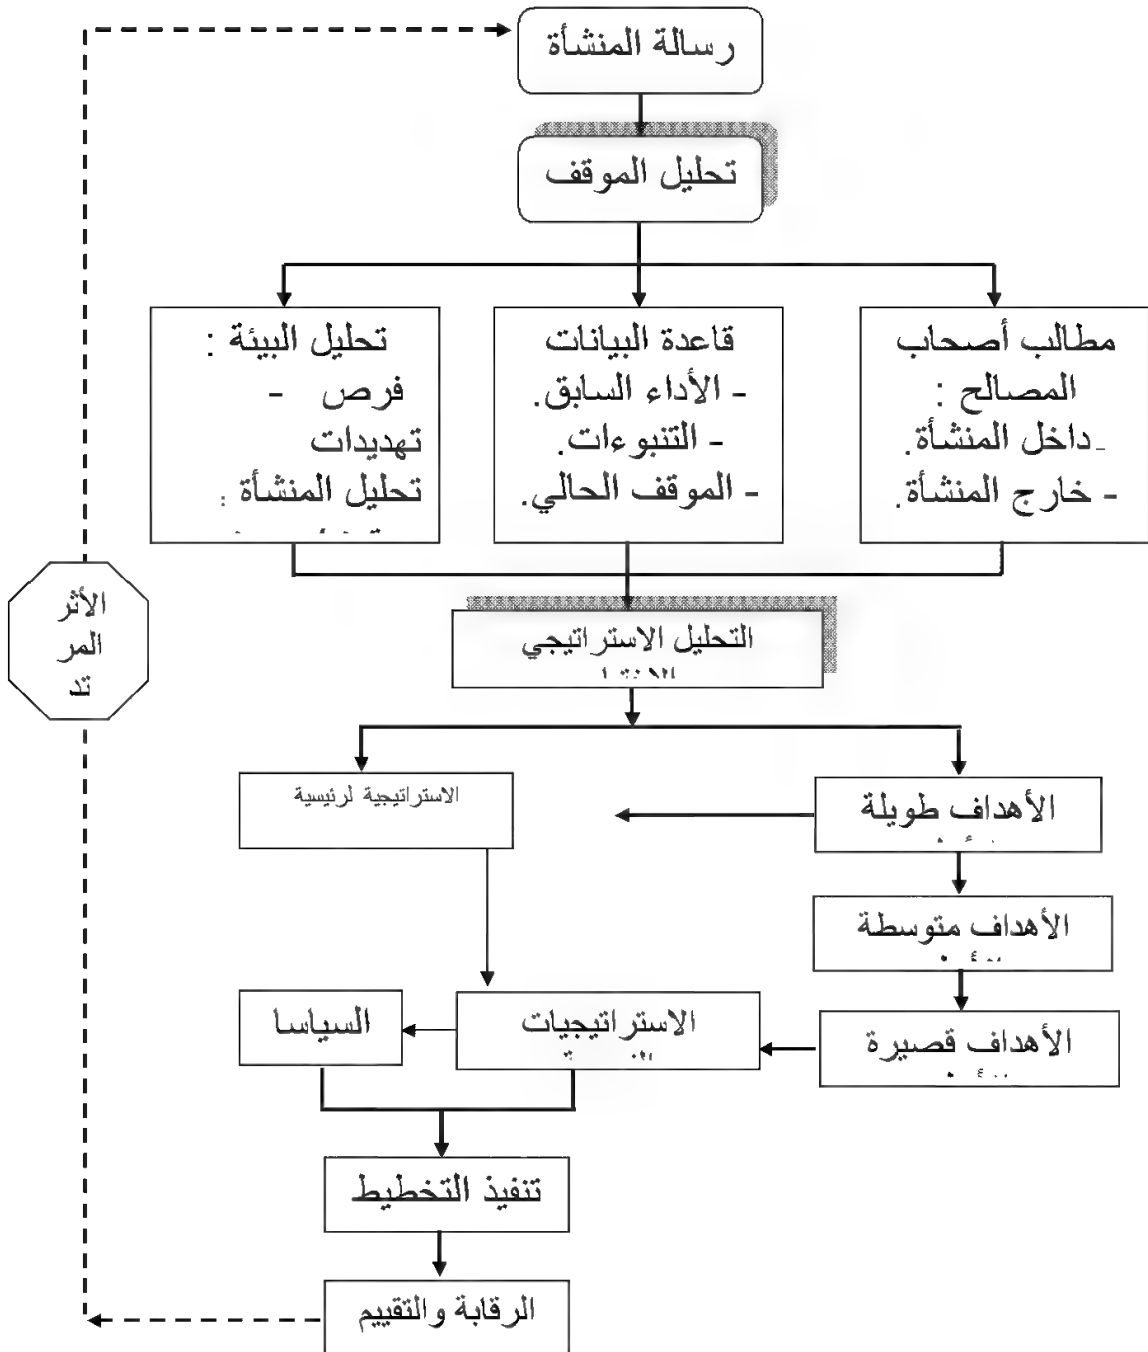 رسالة المنشأة
تحليل الموقف
مطالب أصحاب
المصالح :
-داخل المنشأة.
- خارج المنشأة.
قاعدة البيانات
- الأداء السابق.
- التنبوءات.
- الموقف الحالي.
تحليل البيئة :
فرص -
تهديدات
تحليل المنشأة :
التحليل الاستراتيجي
الأثر
المر
تد
الأهداف طويلة
الاستراتيجية لرئيسية
الأهداف متوسطة
الأهداف قصيرة
الاستراتيجيات
السياسا
تنفيذ التخطيط
الرقابة والتقييم